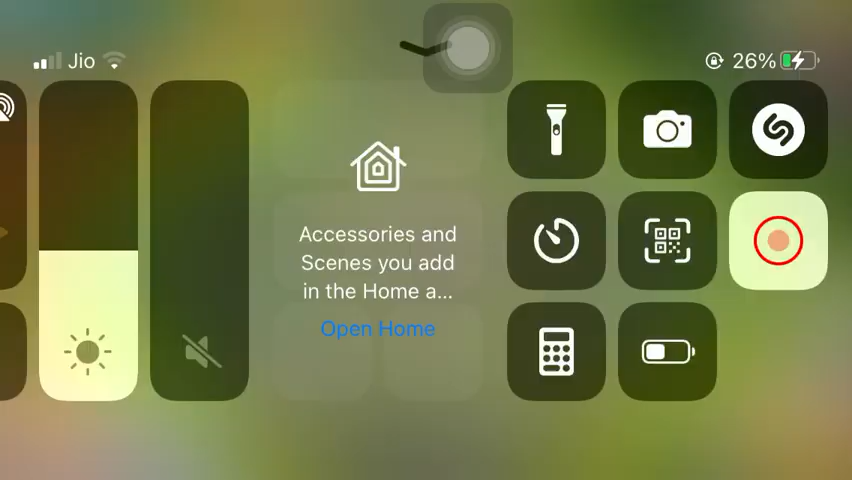 Jio
26%
Accessories and
Scenes you add
in the Home a...
Open Home